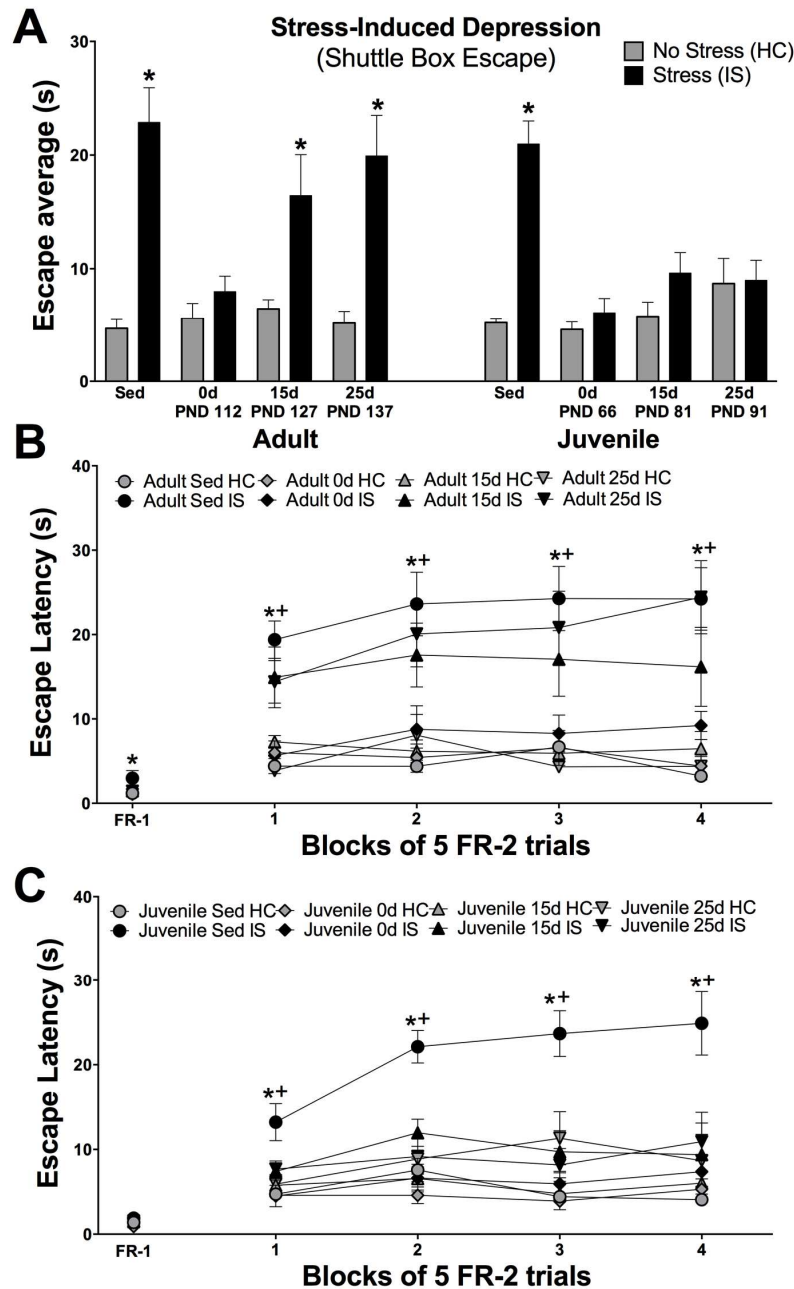 A
Stress-Induced Depression
(Shuttle Box Escape)
No Stress (HC)
Stress (IS)
Escape average (s)
30
20
10
0
*
*
*
*
Sed
0d
15d
25d
Sed
0d
15d
25d
PND 112
PND 127
PND 137
PND 66
PND 81
PND 91
Adult
Juvenile
B
Escape Latency (s)
40
30
20
10
0
Adult Sed HC
Adult 0d HC
Adult 15d HC
Adult 25d HC
Adult Sed IS
Adult 0d IS
Adult 15d IS
Adult 25d IS
*
*+
*+
*+
*+
FR-1
1
2
3
4
Blocks of 5 FR-2 trials
C
Escape Latency (s)
40
30
20
10
0
Juvenile Sed HC
Juvenile 0d HC
Juvenile 15d HC
Juvenile 25d HC
Juvenile Sed IS
Juvenile 0d IS
Juvenile 15d IS
Juvenile 25d IS
*+
*+
*+
*+
FR-1
1
2
3
4
Blocks of 5 FR-2 trials